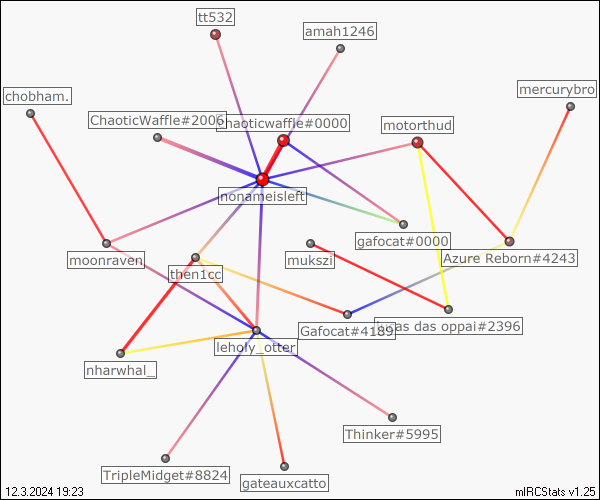 tt532
amah1246
mercurybro
chobham.
ChaoticWaffle#2006
chaoticwaffle#0000
motorthud
nonameisleft
gafocat#0000
moonraven
mukszi
Azure Reborn#4243
then1cc
Gafocat#4189
das oppai#2396
leholy_otter
nharwhal_
Thinker#5995
TripleMidget#8824
gateauxcatto
12.3.2024 19:23
mIRCStats v1.25